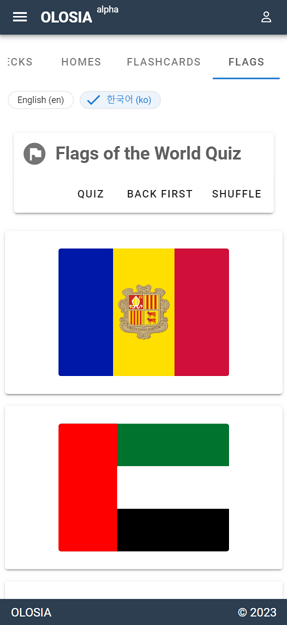 OLOSIA alpha
ECKS HOMES FLASHCARDS FLAGS
English (en) 한국어 (ko)
Flags of the World Quiz
QUIZ BACK FIRST SHUFFLE
OLOSIA © 2023